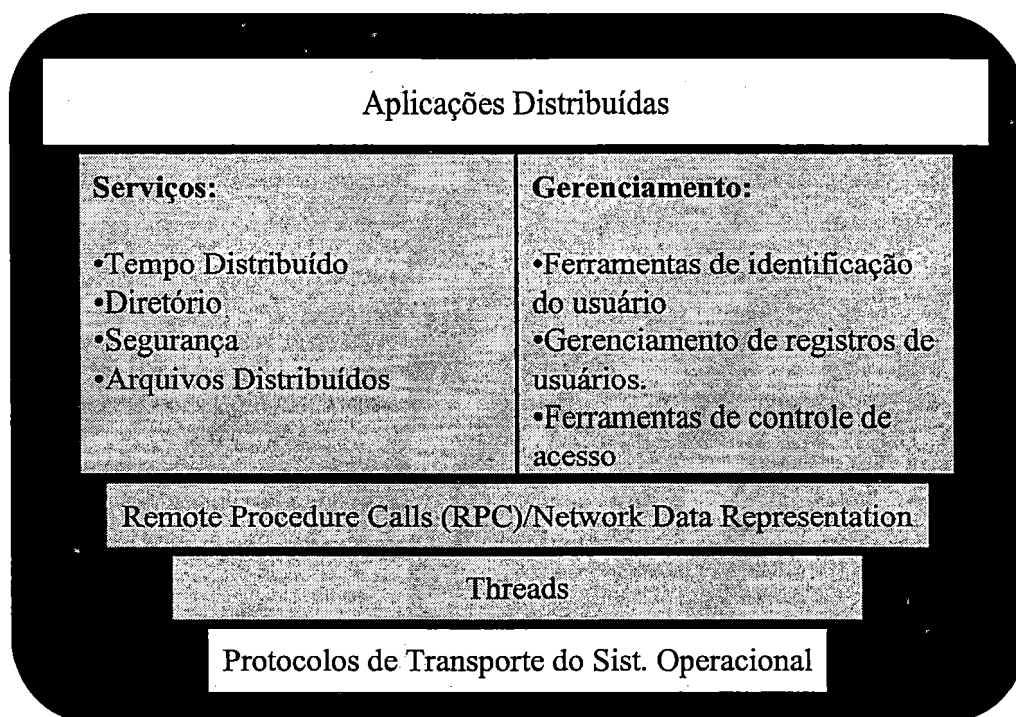 Aplicações Distribuídas
Serviços:
•Tempo Distribuído
•Diretório
•Segurança
•Arquivos Distribuídos
Gerenciamento:
•Ferramentas de identificação
do usuário
•Gerenciamento de registros de
usuários.
•Ferramentas de controle de
acesso
Remote Procedure Calls (RPC)/Network Data Representation
Threads
Protocolos de Transporte do Sist. Operacional